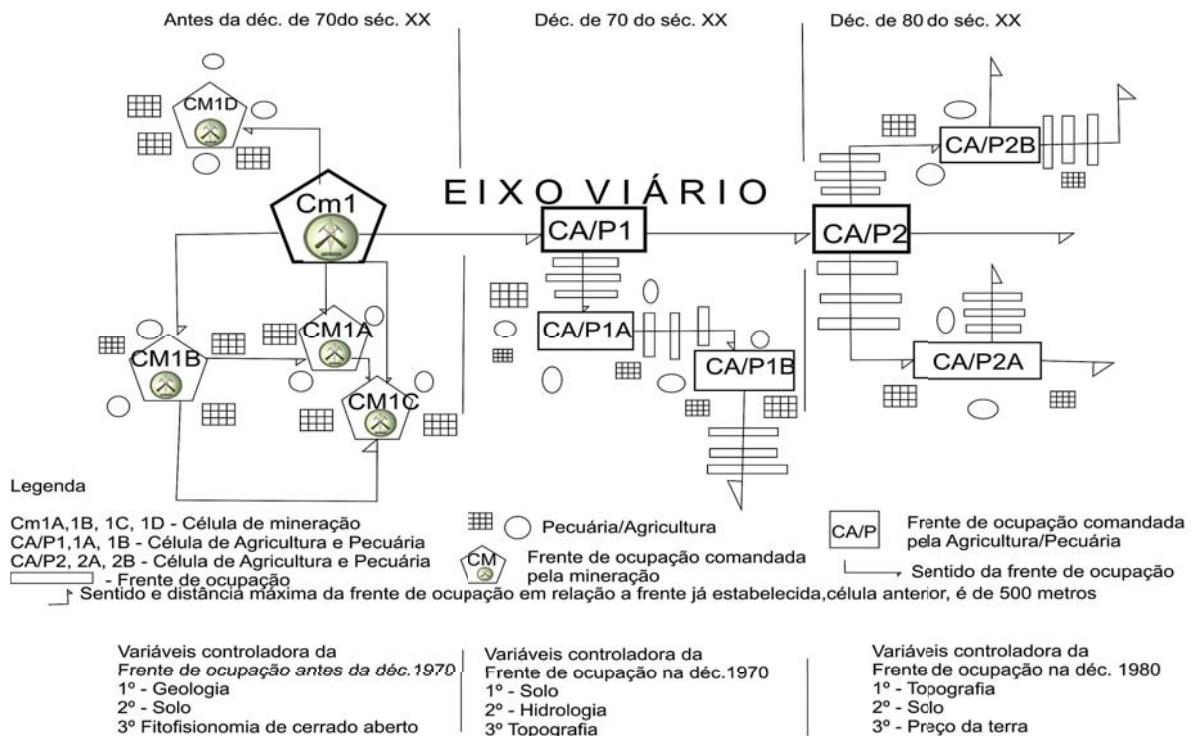 Antes da déc. de 70do séc. XX
Déc. de 70 do séc. XX
Déc. de 80 do séc. XX
CM1D
CA/P2B
EIXO VIÁRIO
Cm1
CA/P1
CA/P2
CM1A
CA/P1A
CM1B
CA/P1B
CA/P2A
CM1C
Legenda
Cm1A,1B, 1C, 1D - Célula de mineração
CA/P1,1A, 1B - Célula de Agricultura e Pecuária
CA/P2, 2A, 2B - Célula de Agricultura e Pecuária
- Frente de ocupação
Pecuária/Agricultura
CM
Frente de ocupação comandada
pela mineração
CA/P
Frente de ocupação comandada
pela Agricultura/Pecuária
Sentido da frente de ocupação
Sentido e distância máxima da frente de ocupação em relação a frente já estabelecida,célula anterior, é de 500 metros
Variáveis controladora da
Frente de ocupação antes da déc.1970
1º - Geologia
2º - Solo
3º Fitofisionomia de cerrado aberto
Variáveis controladora da
Frente de ocupação na déc.1970
1º - Solo
2º - Hidrologia
3º Topografia
Variáveis controladora da
Frente de ocupação na déc. 1980
1º - Topografia
2º - Solo
3º - Preço da terra